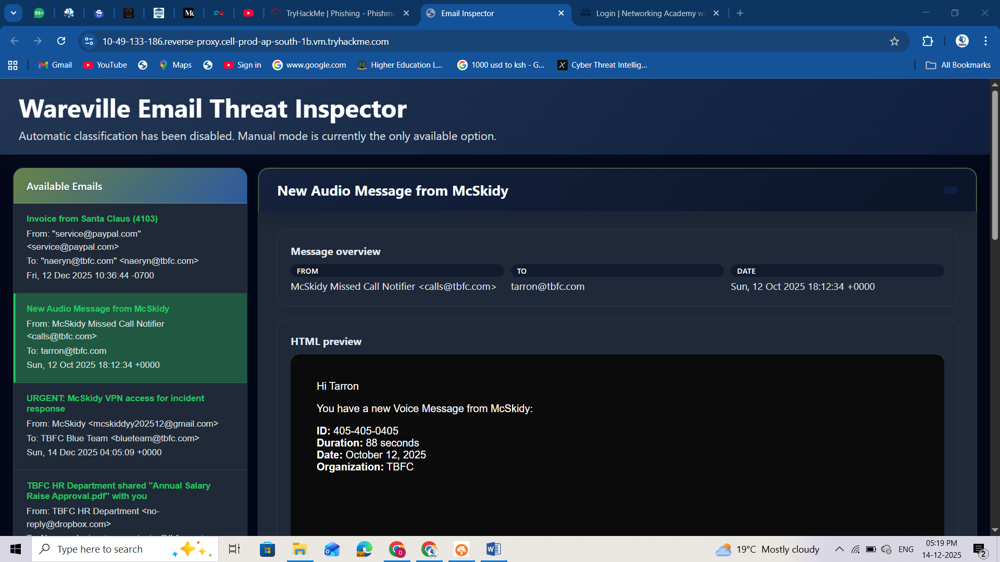 99+
TryHackMe | Phishing - Phishma
Email Inspector
Login | Networking Academy w
10-49-133-186.reverse-proxy.cell-prod-ap-south-1b.vm.tryhackme.com
Gmail
YouTube
Maps
Sign in
www.google.com
Higher Education L...
1000 usd to ksh - G...
Cyber Threat Intellig...
All Bookmarks
Wareville Email Threat Inspector
Automatic classification has been disabled. Manual mode is currently the only available option.
Available Emails
Invoice from Santa Claus (4103)
From: "service@paypal.com"
<service@paypal.com>
To: "naeryn@tbfc.com" <naeryn@tbfc.com>
Fri, 12 Dec 2025 10:36:44 -0700
New Audio Message from McSkidy
From: McSkidy Missed Call Notifier
<calls@tbfc.com>
To: tarron@tbfc.com
Sun, 12 Oct 2025 18:12:34 +0000
URGENT: McSkidy VPN access for incident
response
From: McSkidy <mcskiddyy202512@gmail.com>
To: TBFC Blue Team <blueteam@tbfc.com>
Sun, 14 Dec 2025 04:05:09 +0000
TBFC HR Department shared "Annual Salary
Raise Approval.pdf" with you
From: TBFC HR Department <no-
reply@dropbox.com>
New Audio Message from McSkidy
Message overview
FROM
McSkidy Missed Call Notifier <calls@tbfc.com>
TO
tarron@tbfc.com
DATE
Sun, 12 Oct 2025 18:12:34 +0000
HTML preview
Hi Tarron
You have a new Voice Message from McSkidy:
ID: 405-405-0405
Duration: 88 seconds
Date: October 12, 2025
Organization: TBFC
Type here to search
19°C Mostly cloudy
ENG
05:19 PM
14-12-2025
2